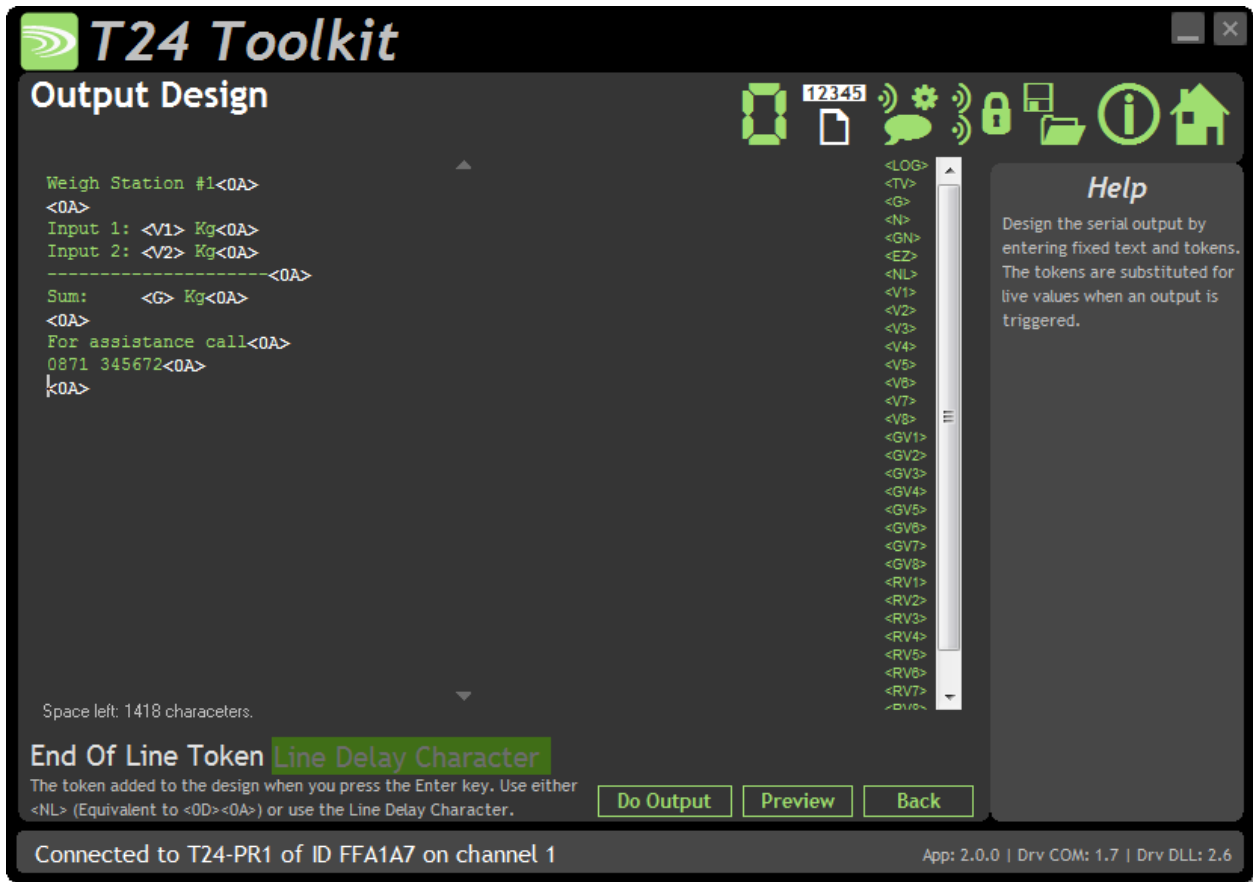 T24 Toolkit
Output Design
12345
Weigh Station #1<0A>
<0A>
Input 1: <V1> Kg<0A>
Input 2: <V2> Kg<0A>
---------------------<0A>
Sum:     <G> Kg<0A>
<0A>
For assistance call<0A>
0871 345672<0A>
<0A>
<LOG>
<TV>
<G>
<N>
<GN>
<EZ>
<NL>
<V1>
<V2>
<V3>
<V4>
<V5>
<V6>
<V7>
<V8>
<GV1>
<GV2>
<GV3>
<GV4>
<GV5>
<GV6>
<GV7>
<GV8>
<RV1>
<RV2>
<RV3>
<RV4>
<RV5>
<RV6>
<RV7>
<RV8>
Help
Design the serial output by
entering fixed text and tokens.
The tokens are substituted for
live values when an output is
triggered.
Space left: 1418 characeters.
End Of Line Token Line Delay Character
The token added to the design when you press the Enter key. Use either
<NL> (Equivalent to <0D><0A>) or use the Line Delay Character.
Do Output Preview Back
Connected to T24-PR1 of ID FFA1A7 on channel 1
App: 2.0.0 | Drv COM: 1.7 | Drv DLL: 2.6